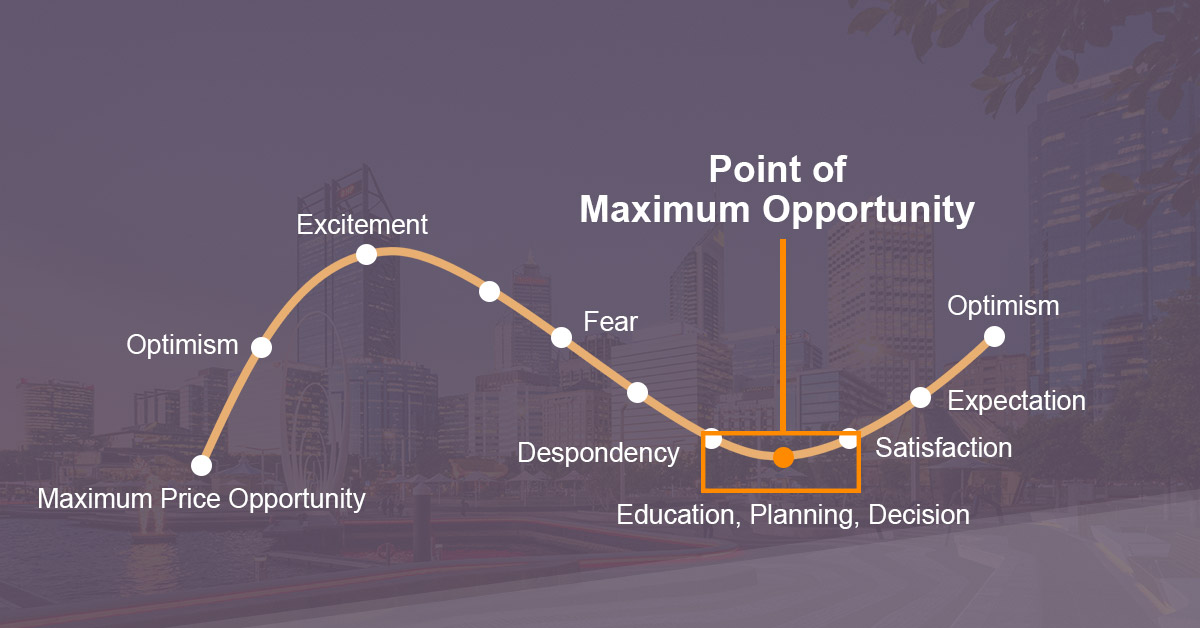 Point of
Maximum Opportunity
Excitement
Optimism
Fear
Optimism
Expectation
Despondency
Satisfaction
Maximum Price Opportunity
Education, Planning, Decision